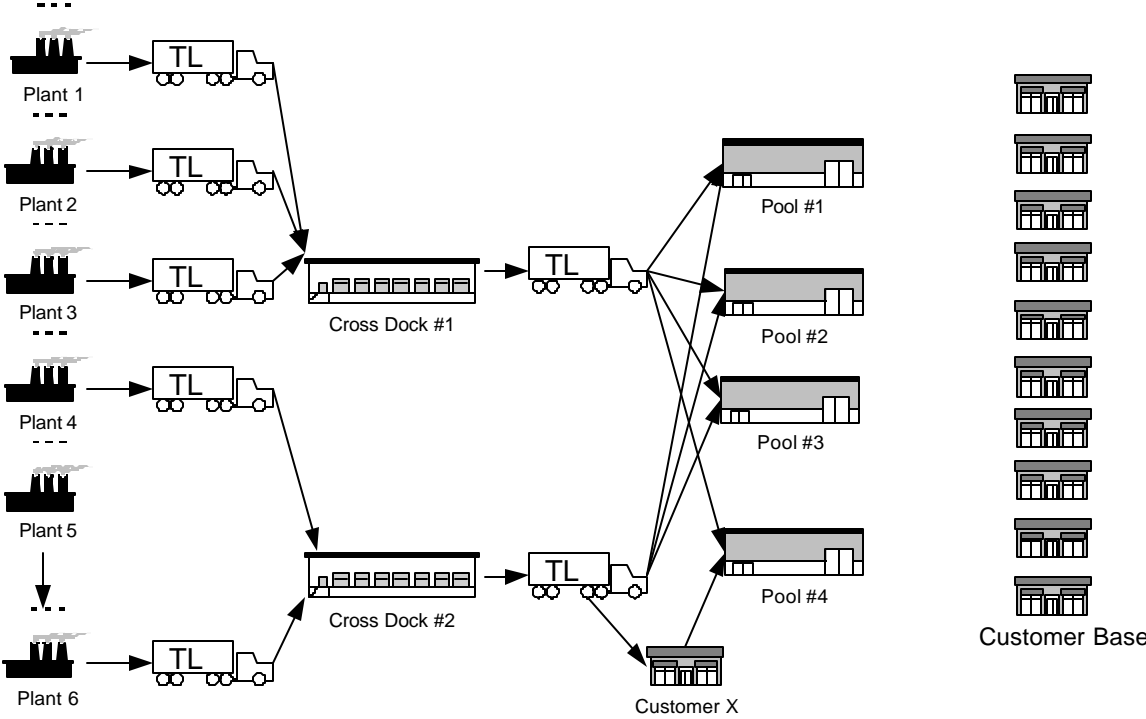 TL
Plant 1
TL
Plant 2
TL
Plant 3
TL
Plant 4
Plant 5
TL
Plant 6
Cross Dock #1
Cross Dock #2
TL
TL
Customer X
Pool #1
Pool #2
Pool #3
Pool #4
Customer Base